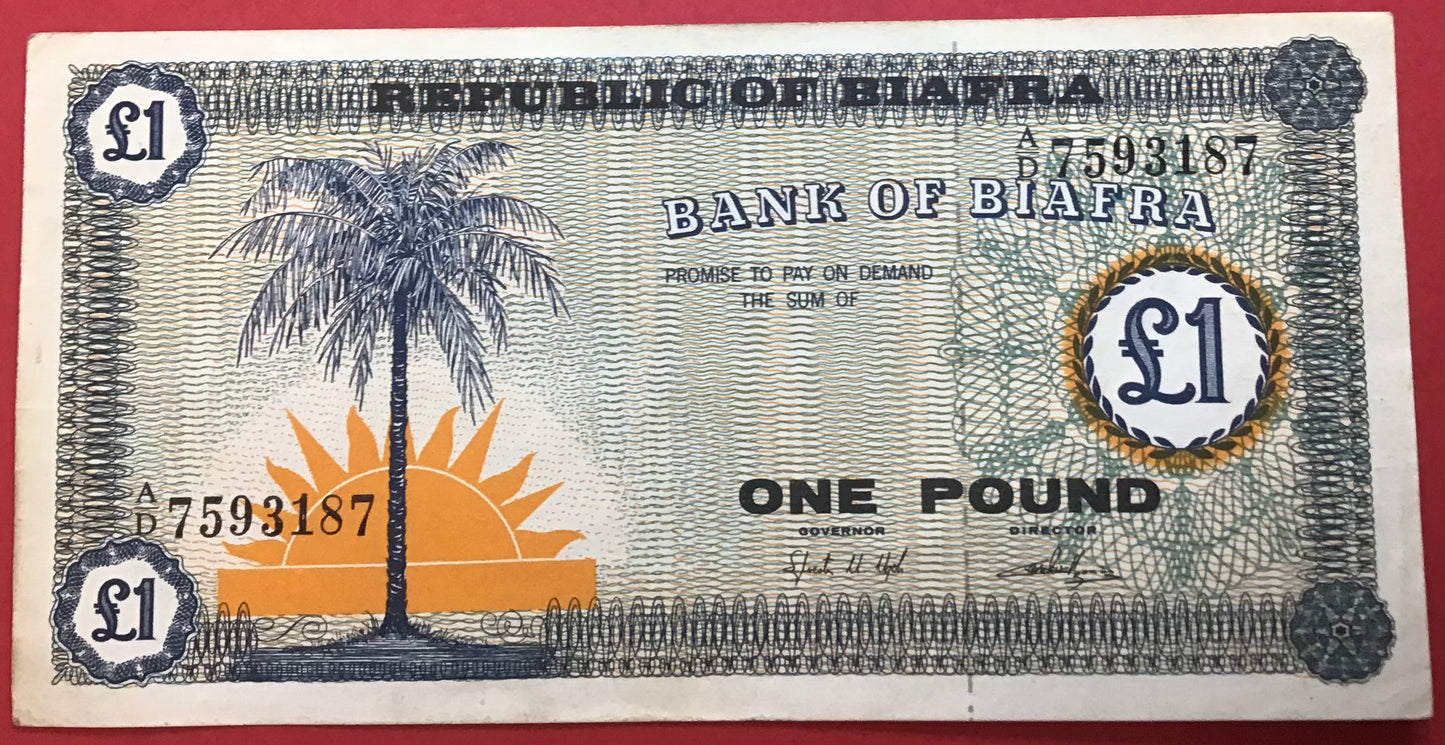 REPUBLIC OF BIAFRA
£1
A/D 7593187
BANK OF BIAFRA
PROMISE TO PAY ON DEMAND
THE SUM OF
£1
ONE POUND
GOVERNOR DIRECTOR
A/D 7593187
£1